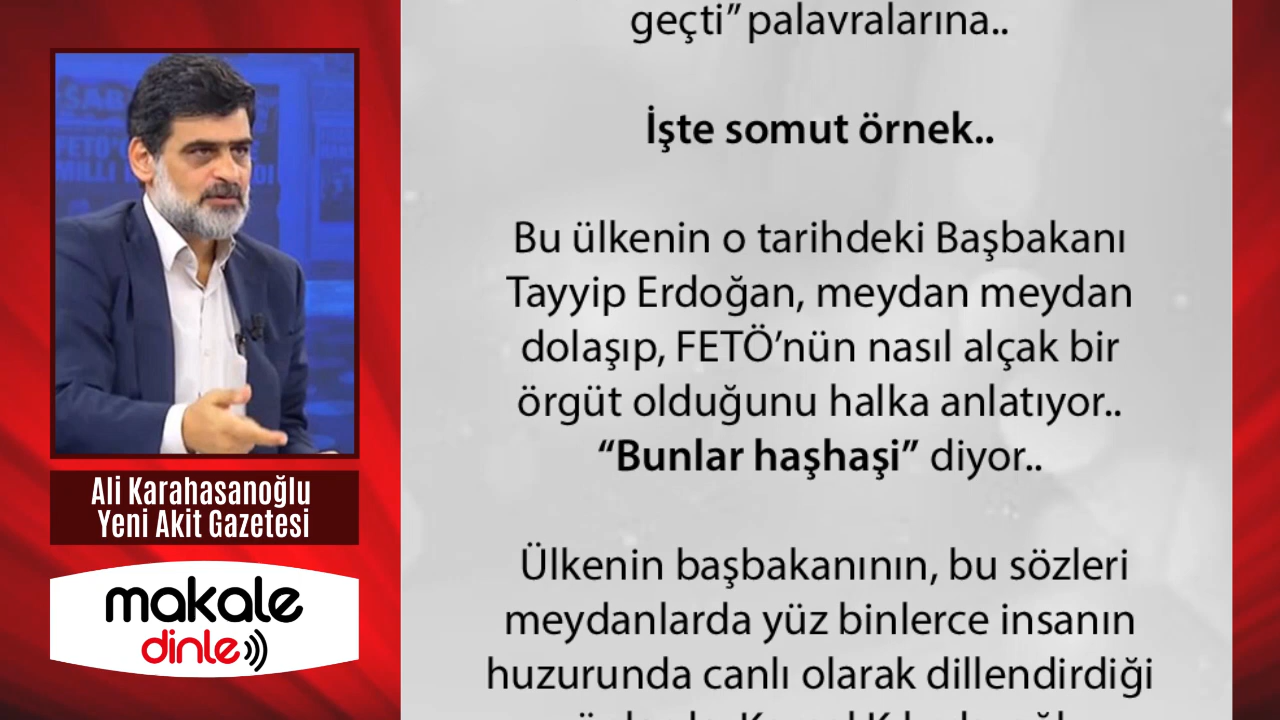 geçti” palavralarına..
İşte somut örnek..
Bu ülkenin o tarihdeki Başbakanı
Tayyip Erdoğan, meydan meydan
dolaşıp, FETÖ’nün nasıl alçak bir
örgüt olduğunu halka anlatıyor..
“Bunlar haşhaşi” diyor..
Ülkenin başbakanının, bu sözleri
meydanlarda yüz binlerce insanın
huzurunda canlı olarak dillendirdiği
Ali Karahasanoğlu
Yeni Akit Gazetesi
makale
dinle